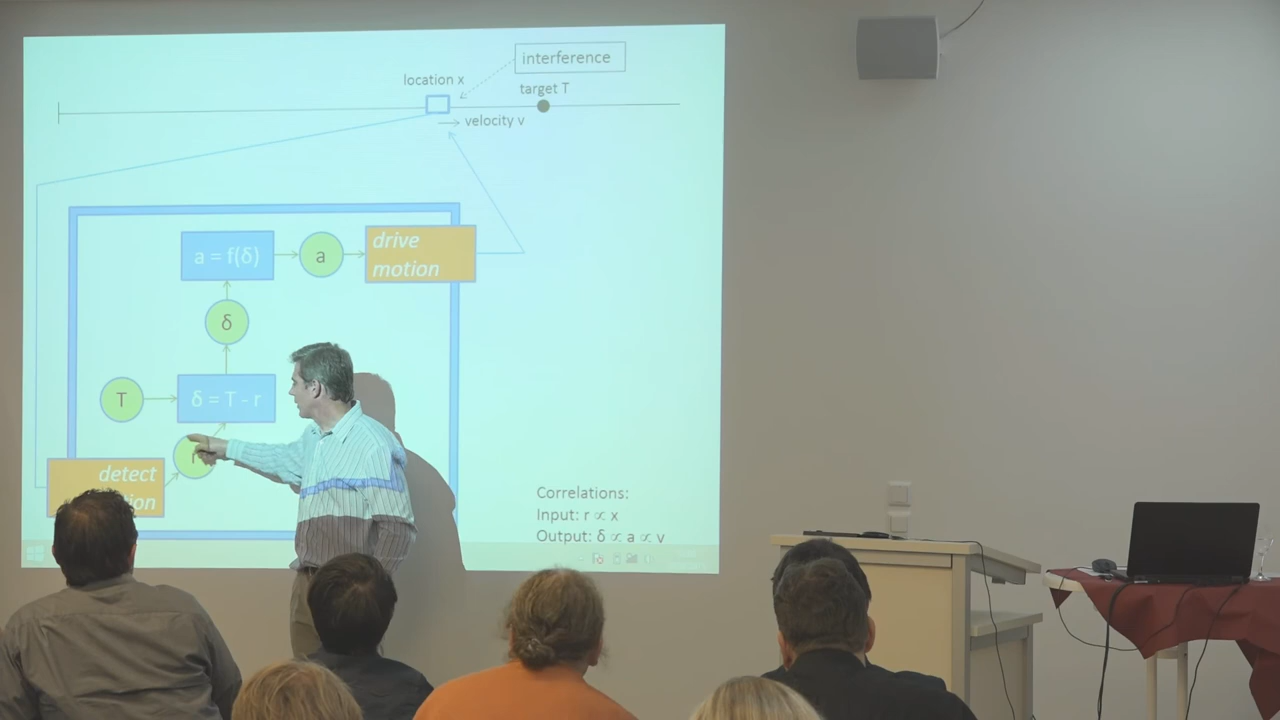 interference
location x
target T
velocity v
a = f(δ)
a
drive
motion
δ
T
δ = T - r
detect
Correlations:
Input: r ∝ x
Output: δ ∝ a ∝ v